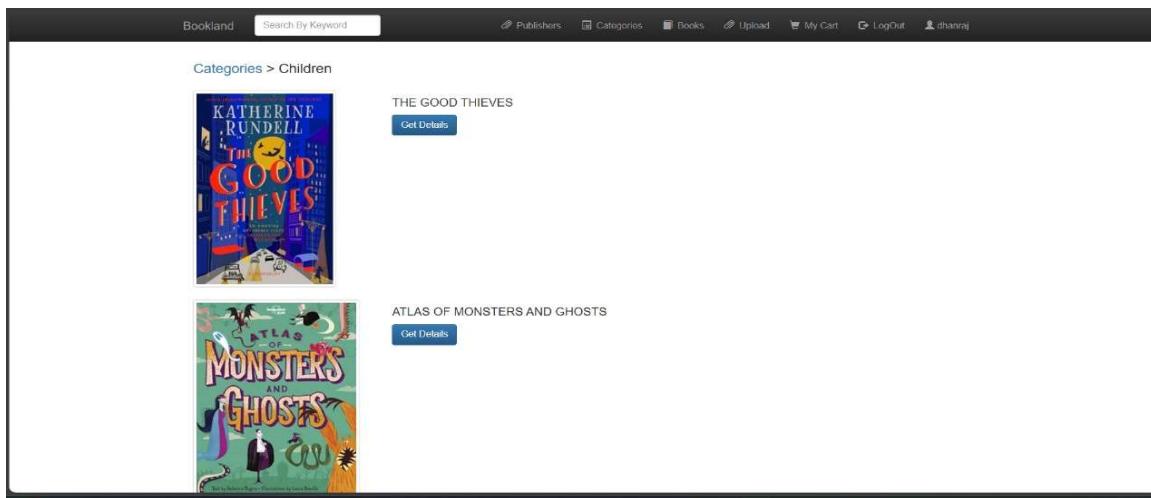 Bookland Search By Keyword Publishers Categories Books Upload My Cart LogOut dhanraj
Categories > Children
KATHERINE
RUNDELL
THE
GOOD
THIEVES
THE GOOD THIEVES
Get Details
ATLAS
OF
MONSTERS
AND
GHOSTS
ATLAS OF MONSTERS AND GHOSTS
Get Details